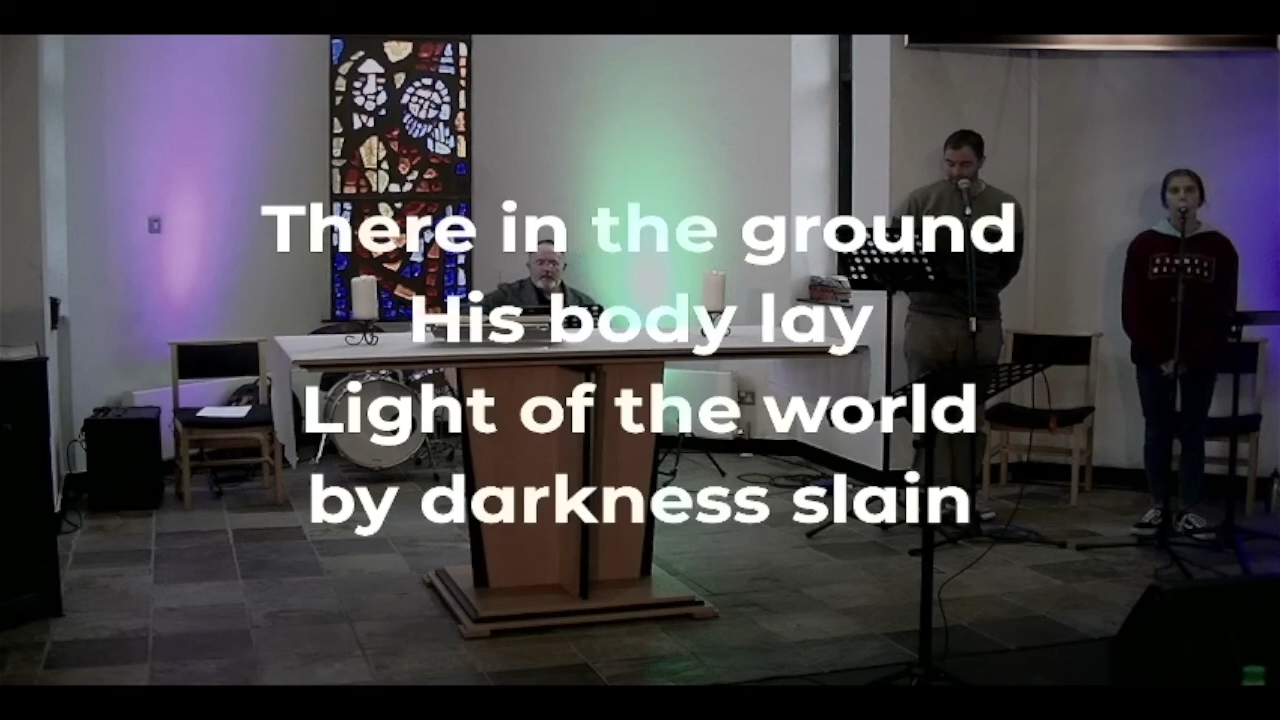 There in the ground
His body lay
Light of the world
by darkness slain